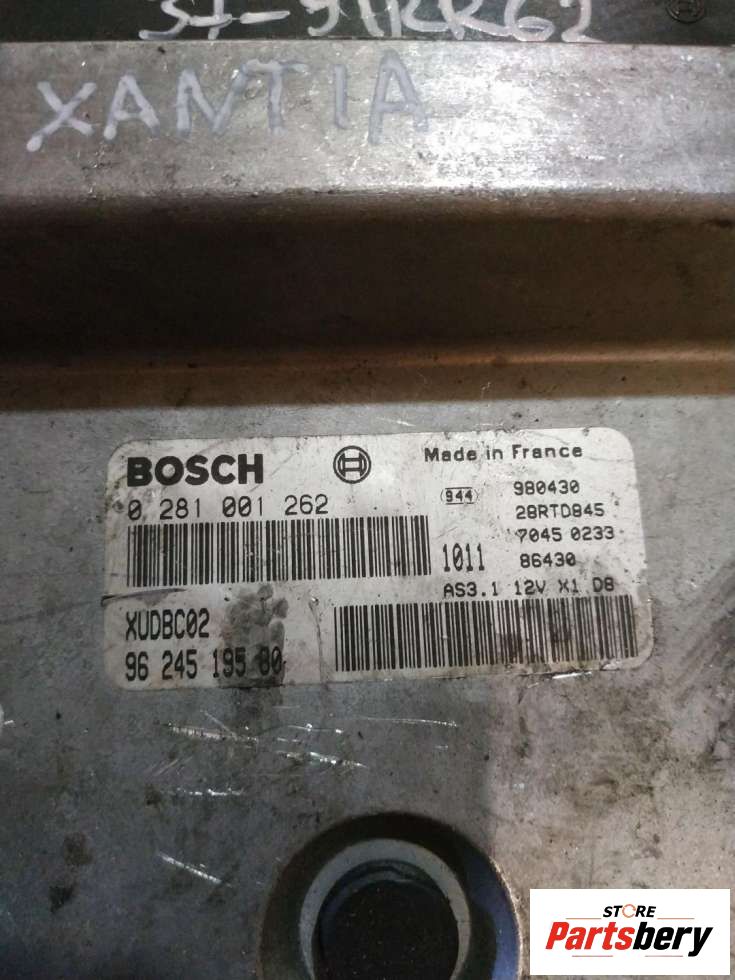 XANTIA
BOSCH
Made in France
0 281 001 262
944
980430
28RTD845
7045 0233
1011
86430
AS3.1 12V X1 D8
XUDBC02
96 245 195 80
STORE
Partsbery